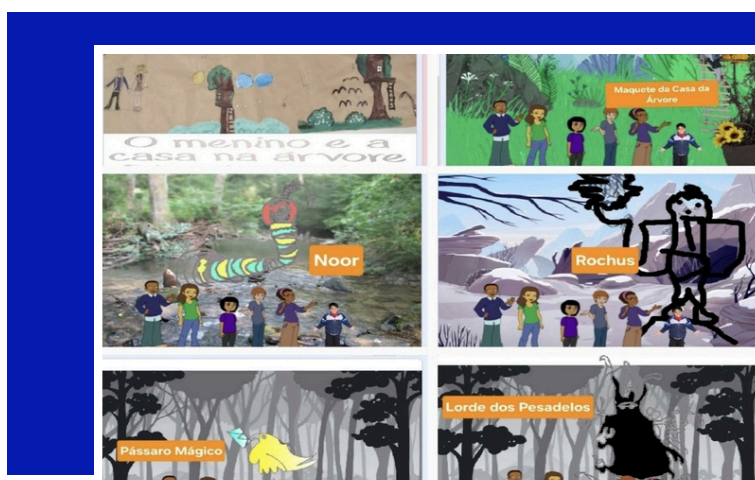 O menino e a
casa na árvore
Maquete da Casa da
Árvore
Noor
Rochus
Pássaro Mágico
Lorde dos Pesadelos